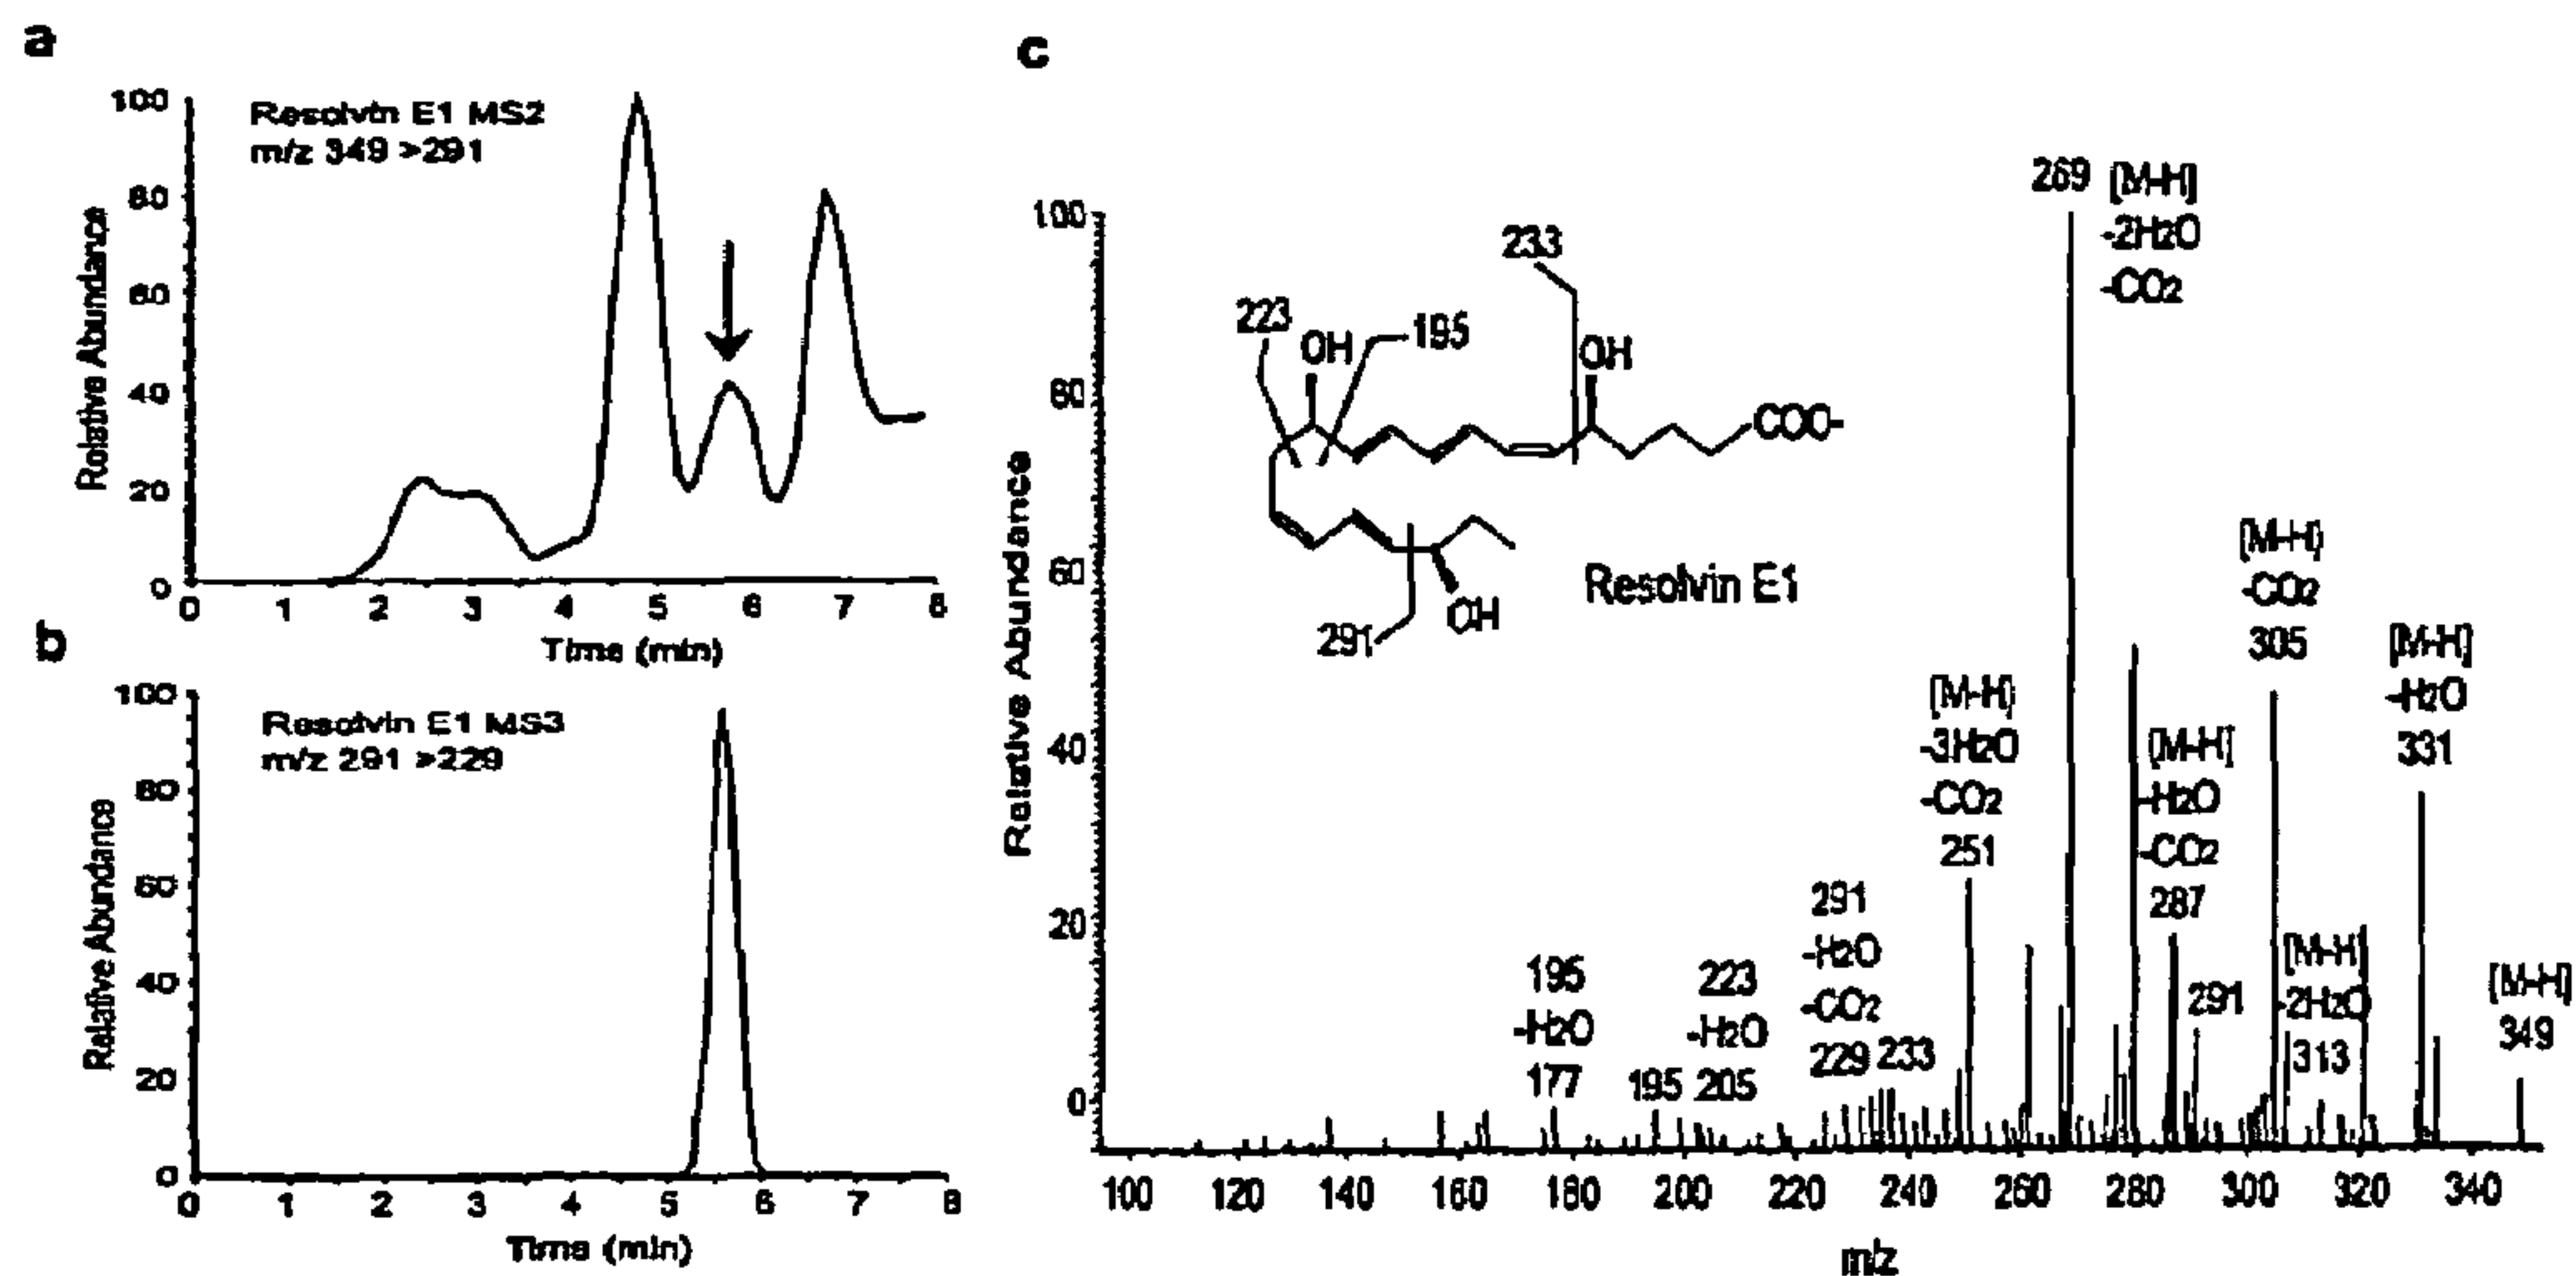 a
100
80
60
40
20
0
Relative Abundance
Resolvin E1 MS2
m/z 349 >291
0 1 2 3 4 5 6 7 8
Time (min)
b
100
80
60
40
20
0
Relative Abundance
Resolvin E1 MS3
m/z 291 >229
0 1 2 3 4 5 6 7 8
Time (min)
c
100
80
60
40
20
0
Relative Abundance
233
223
OH
195
OH
COO-
291
OH
Resolvin E1
195
-H2O
177
195
223
-H2O
205
291
-H2O
-CO2
229
233
[M-H]
-3H2O
-CO2
251
269
[M-H]
-2H2O
-CO2
[M-H]
-H2O
-CO2
287
291
[M-H]
-CO2
305
[M-H]
-2H2O
313
[M-H]
-H2O
331
[M-H]
349
100 120 140 160 180 200 220 240 260 280 300 320 340
m/z